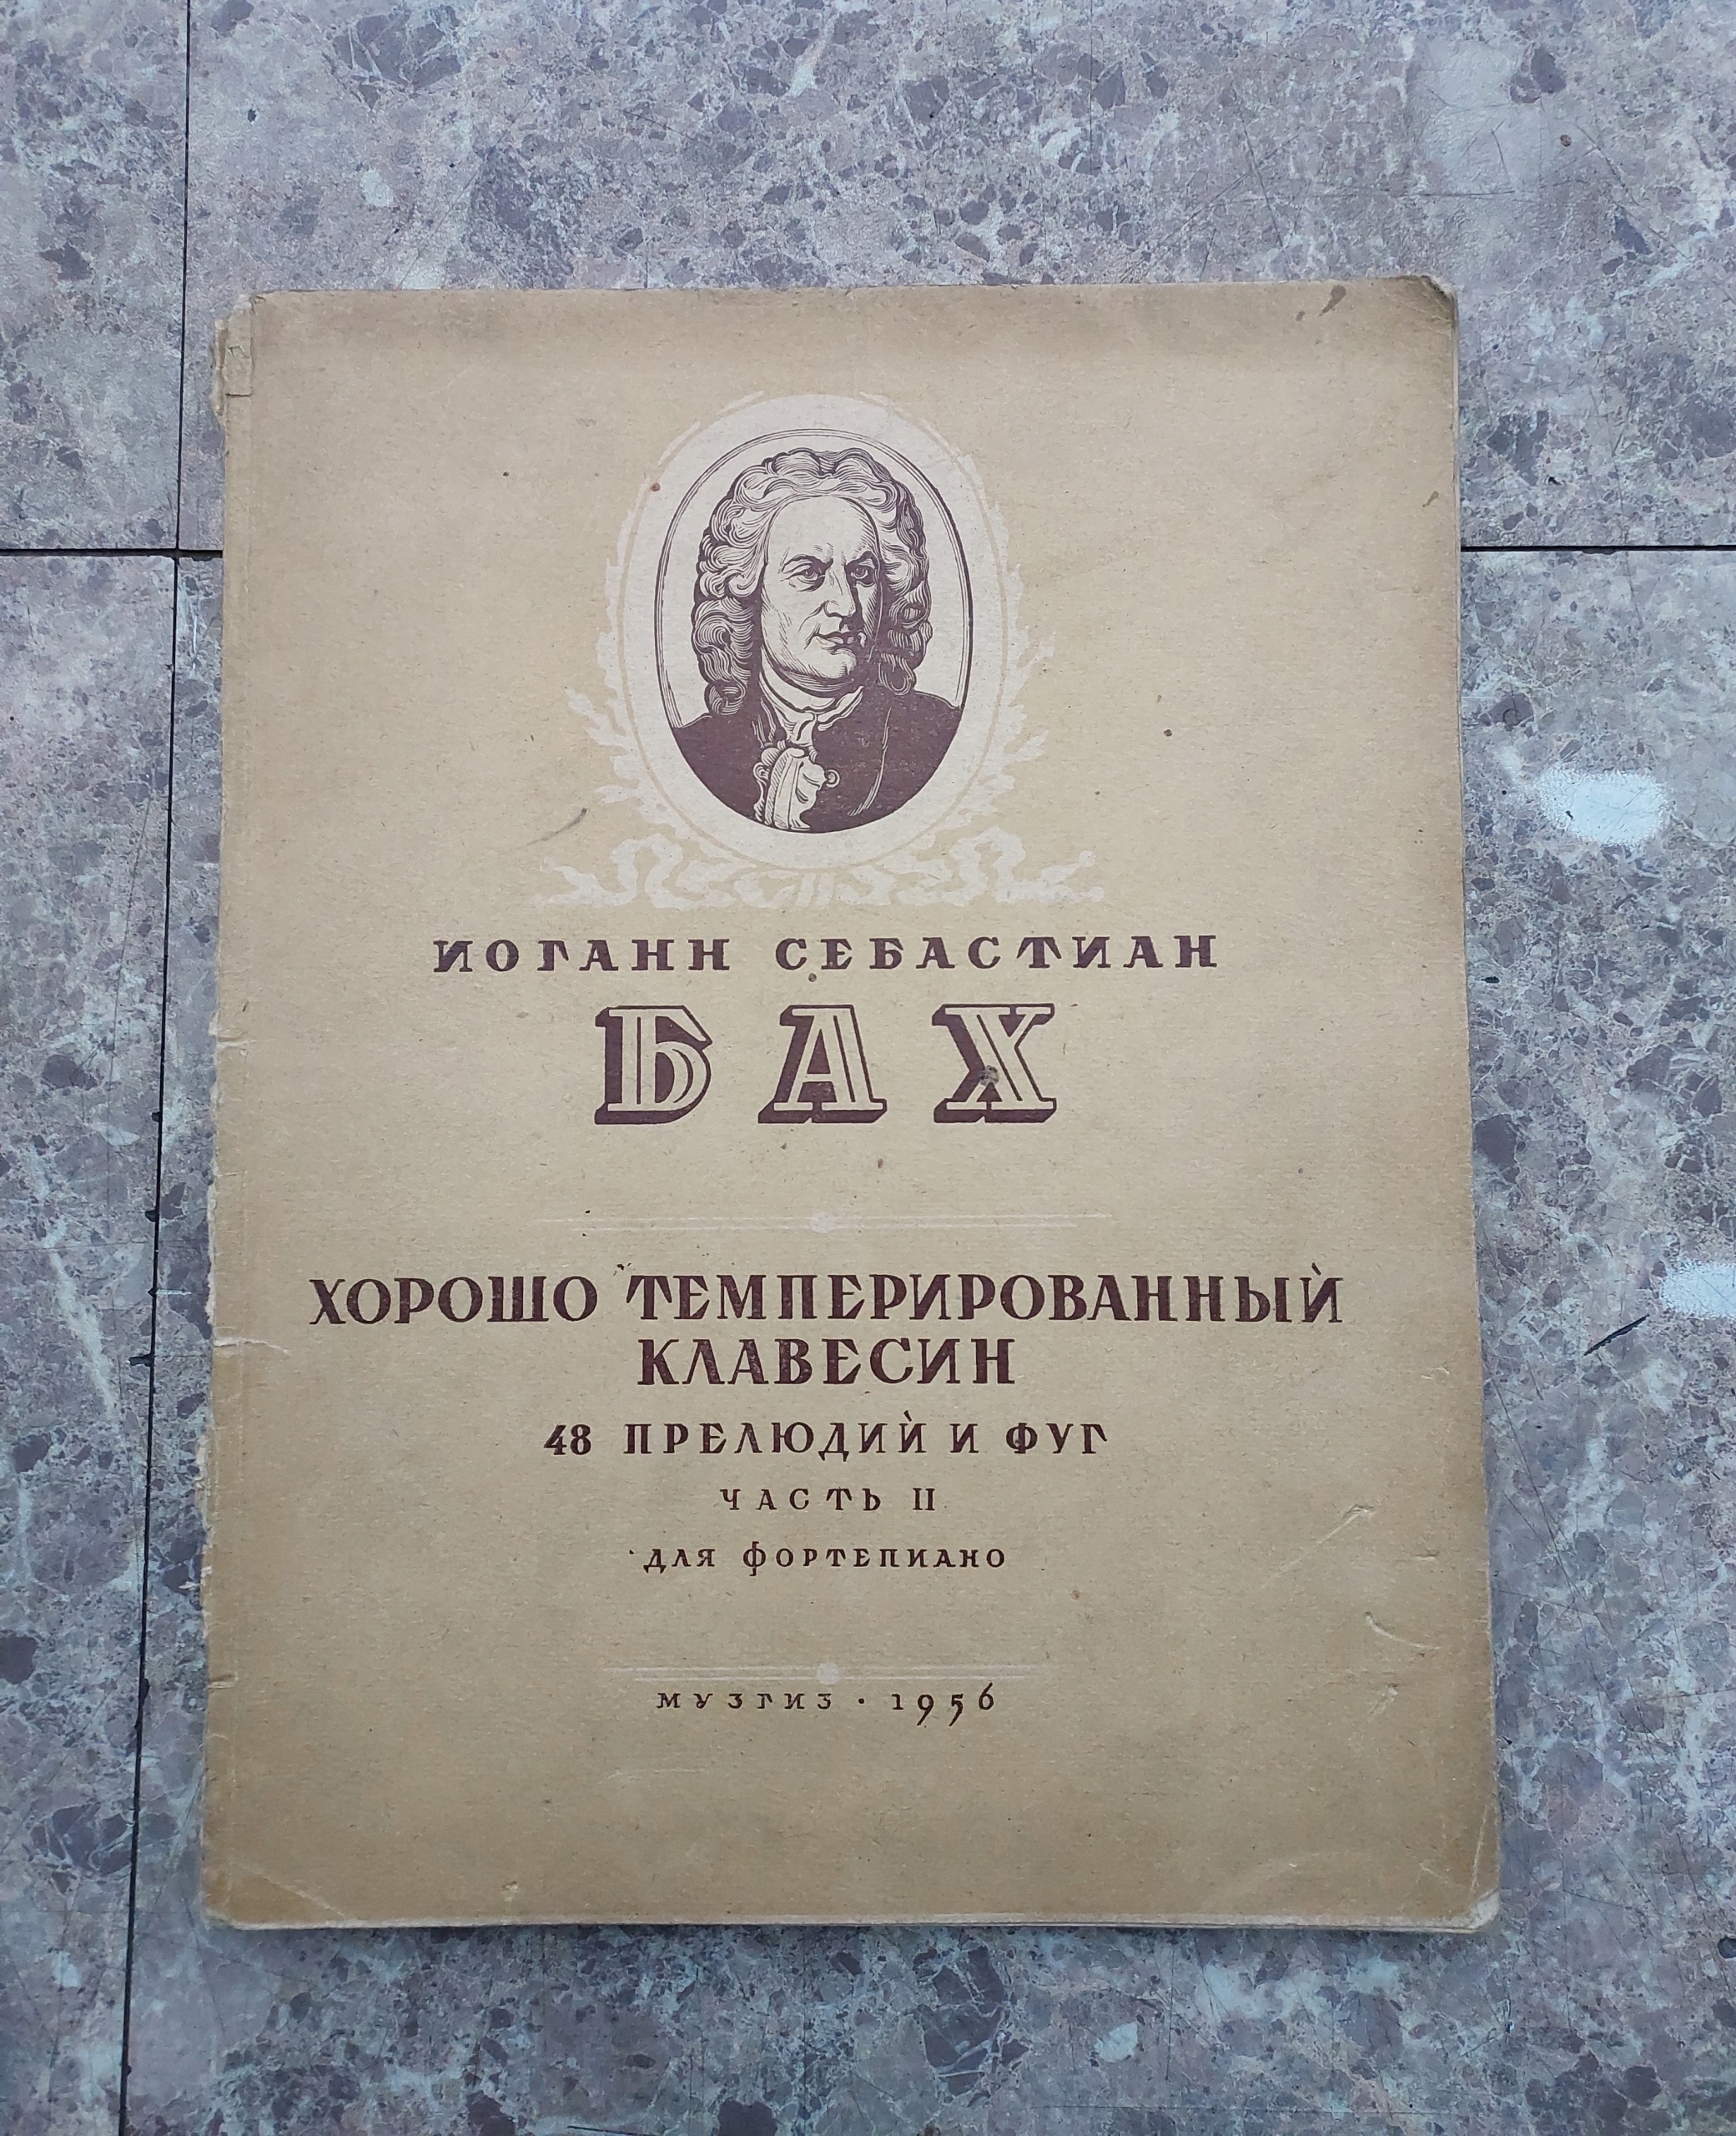 ИОГАНН СЕБАСТИАН
БАХ
ХОРОШО ТЕМПЕРИРОВАННЫЙ
КЛАВЕСИН
48 ПРЕЛЮДИЙ И ФУГ
ЧАСТЬ II
ДЛЯ ФОРТЕПИАНО
МУЗГИЗ · 1956